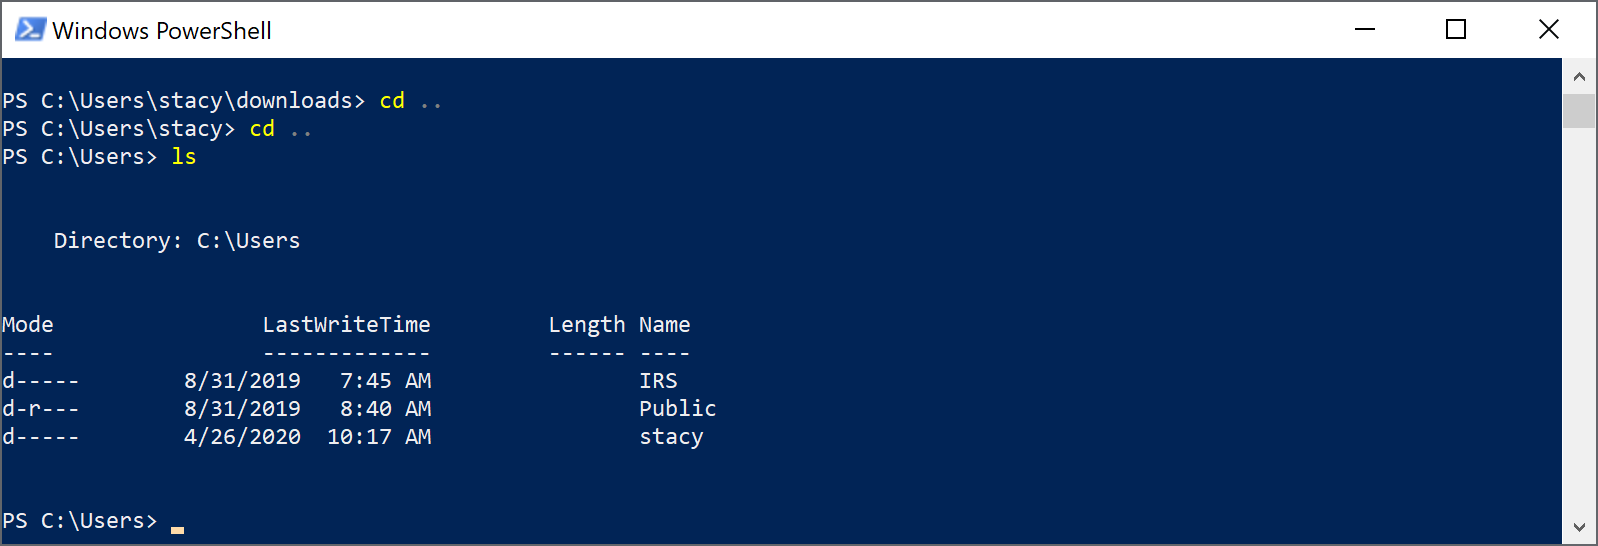 Windows PowerShell
PS C:\Users\stacy\downloads> cd ..
PS C:\Users\stacy> cd ..
PS C:\Users> ls
    Directory: C:\Users
Mode                LastWriteTime         Length Name
----                -------------         ------ ----
d-----        8/31/2019   7:45 AM                IRS
d-r---        8/31/2019   8:40 AM                Public
d-----        4/26/2020  10:17 AM                stacy
PS C:\Users>